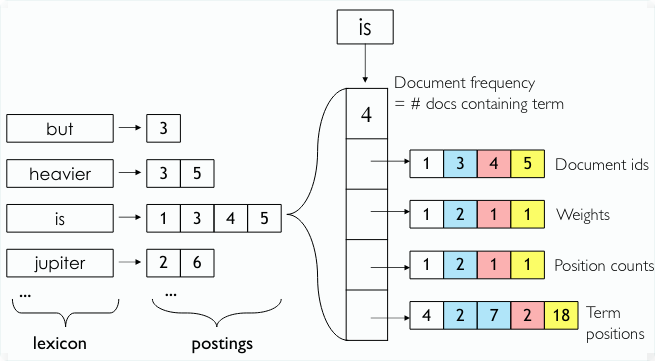 is
Document frequency
= # docs containing term
4
but 3
heavier 3 5
is 1 3 4 5
jupiter 2 6
... ...
lexicon postings
1 3 4 5 Document ids
1 2 1 1 Weights
1 2 1 1 Position counts
4 2 7 2 18 Term
positions